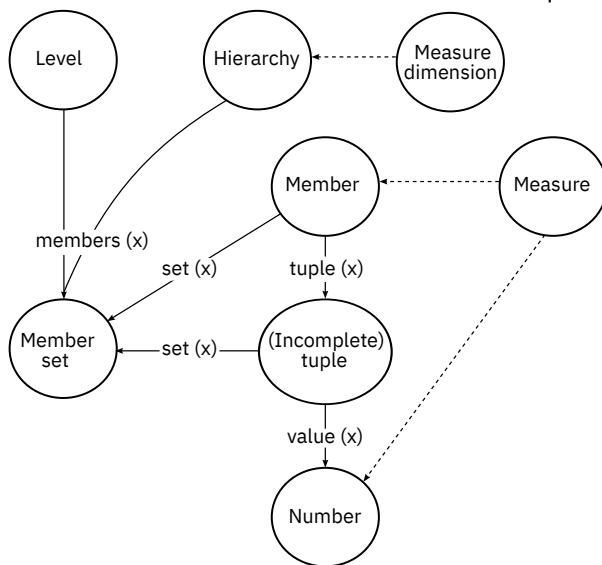 Level
Hierarchy
Measure
dimension
Member
Measure
members (x)
set (x)
tuple (x)
Member
set
set (x)
(Incomplete)
tuple
value (x)
Number